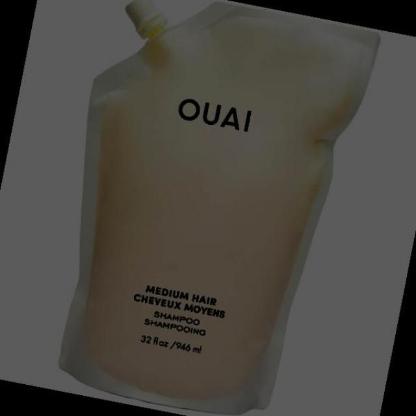 OUAI
MEDIUM HAIR
CHEVEUX MOYENS
SHAMPOO
SHAMPOOING
32 fl oz / 946 ml